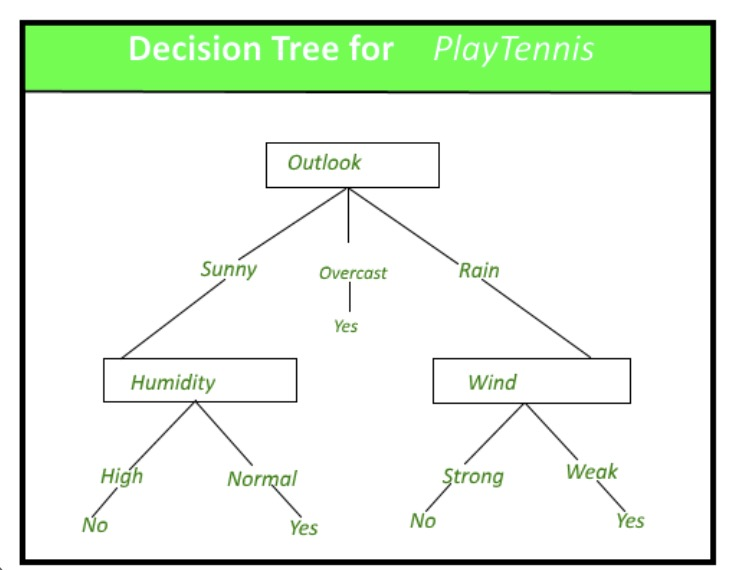 Decision Tree for PlayTennis
Outlook
Sunny
Overcast
Rain
Yes
Humidity
Wind
High
Normal
Strong
Weak
No
Yes
No
Yes